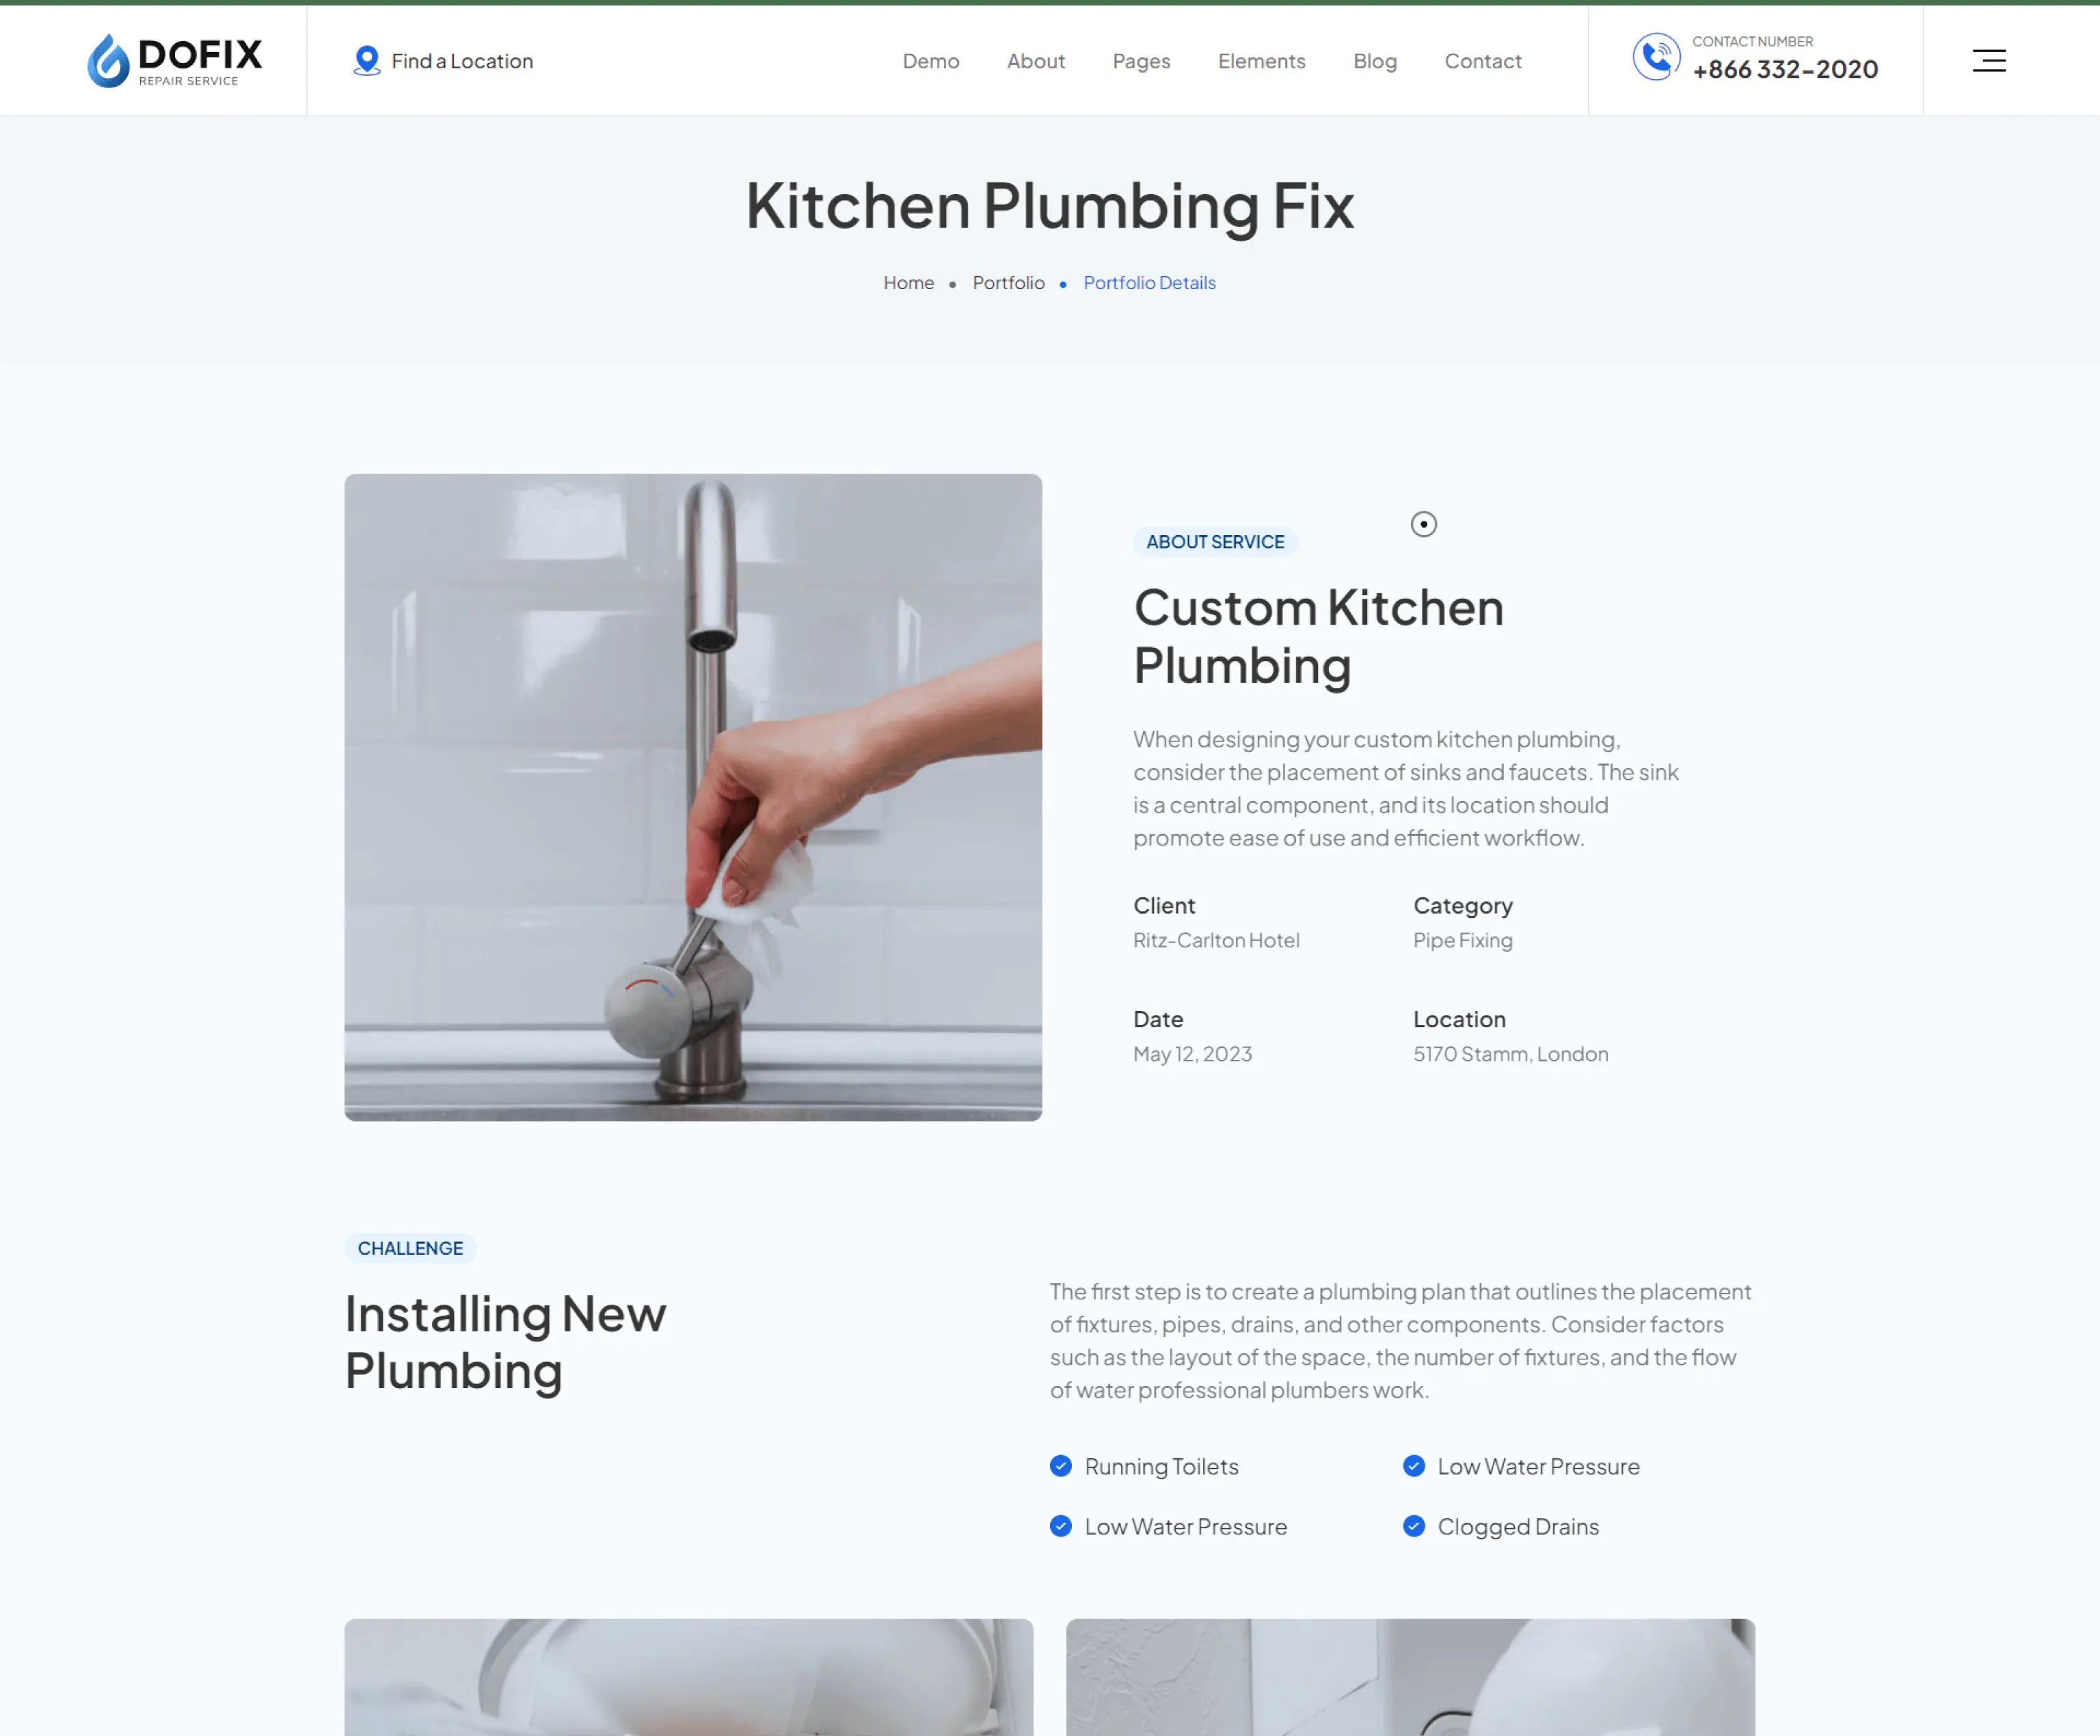 DOFIX
REPAIR SERVICE
Find a Location
Demo
About
Pages
Elements
Blog
Contact
CONTACT NUMBER
+866 332-2020
Kitchen Plumbing Fix
Home
Portfolio
Portfolio Details
ABOUT SERVICE
Custom Kitchen
Plumbing
When designing your custom kitchen plumbing,
consider the placement of sinks and faucets. The sink
is a central component, and its location should
promote ease of use and efficient workflow.
Client
Ritz-Carlton Hotel
Category
Pipe Fixing
Date
May 12, 2023
Location
5170 Stamm, London
CHALLENGE
Installing New
Plumbing
The first step is to create a plumbing plan that outlines the placement
of fixtures, pipes, drains, and other components. Consider factors
such as the layout of the space, the number of fixtures, and the flow
of water professional plumbers work.
Running Toilets
Low Water Pressure
Low Water Pressure
Clogged Drains